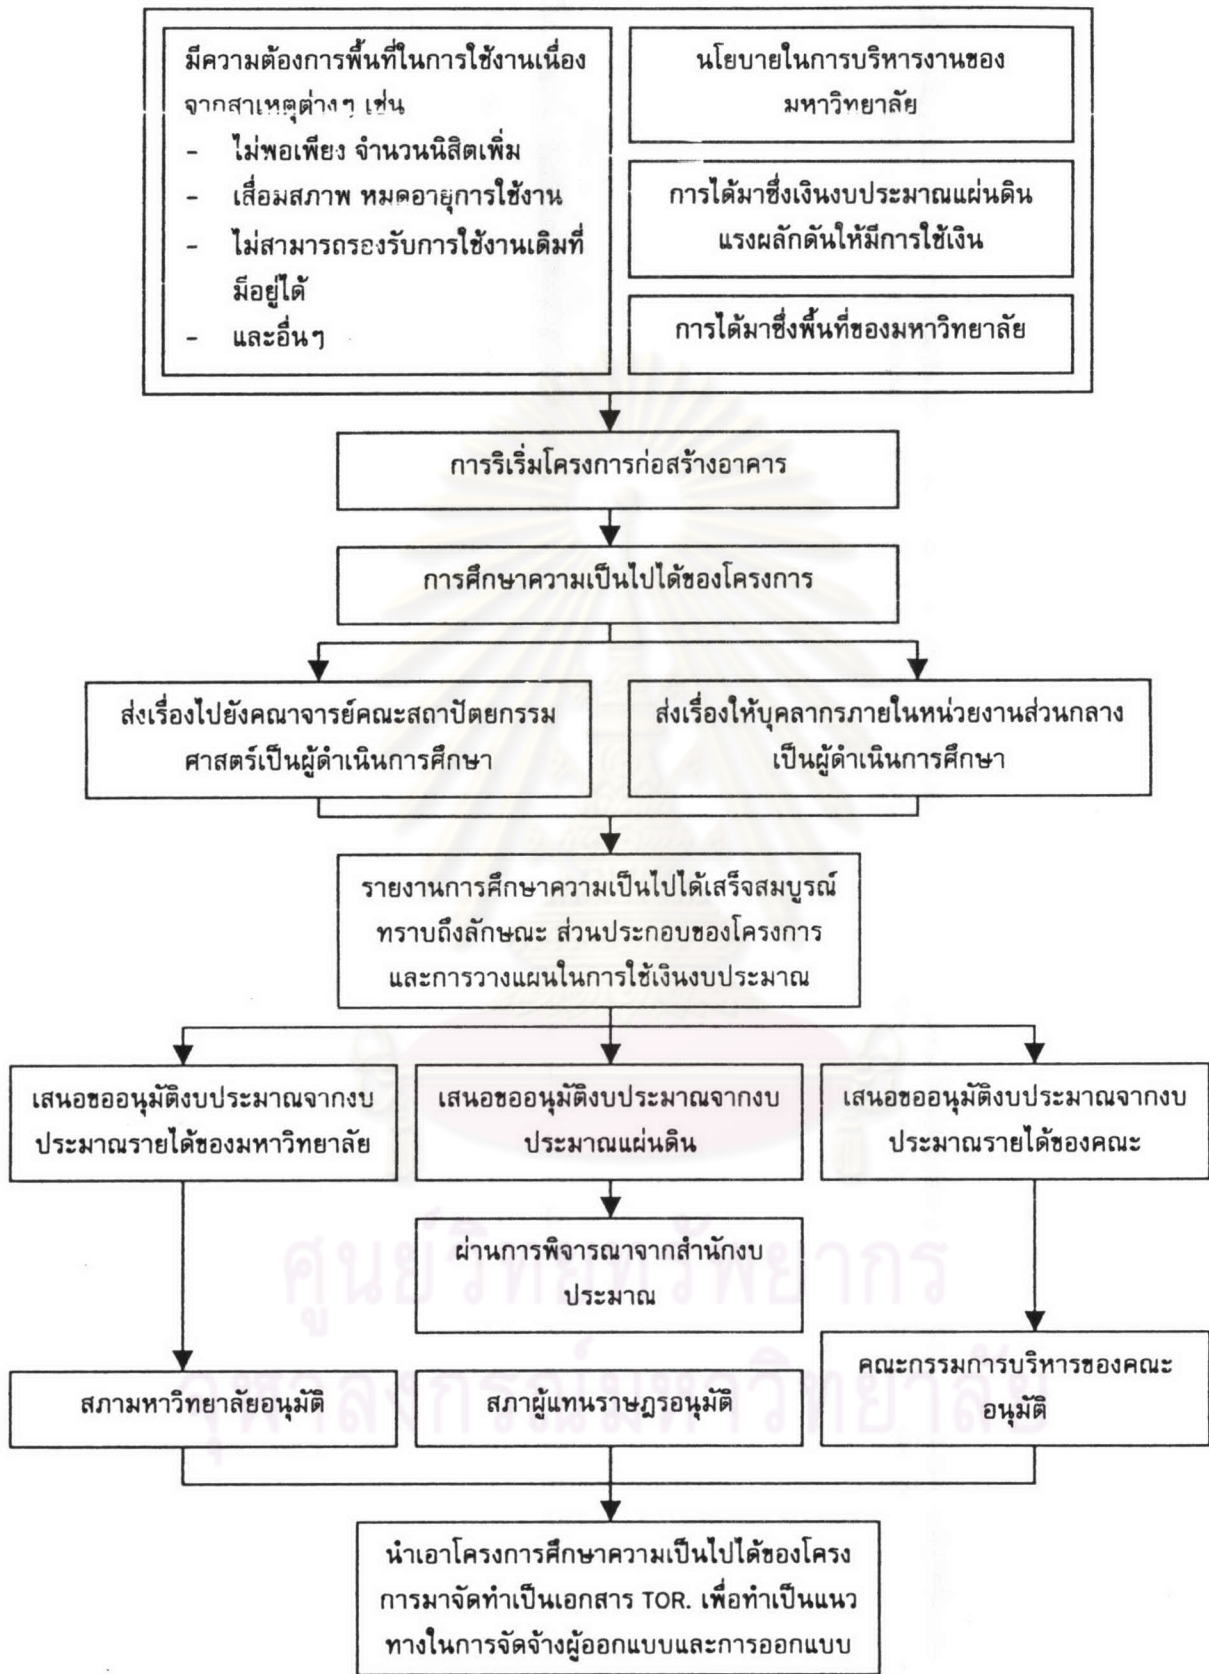 มีความต้องการพื้นที่ในการใช้งานเนื่อง
จากสาเหตุต่างๆ เช่น
- ไม่พอเพียง จำนวนนิสิตเพิ่ม
- เสื่อมสภาพ หมดอายุการใช้งาน
- ไม่สามารถรองรับการใช้งานเดิมที่
มีอยู่ได้
- และอื่นๆ
นโยบายในการบริหารงานของ
มหาวิทยาลัย
การได้มาซึ่งเงินงบประมาณแผ่นดิน
แรงผลักดันให้มีการใช้เงิน
การได้มาซึ่งพื้นที่ของมหาวิทยาลัย
การริเริ่มโครงการก่อสร้างอาคาร
การศึกษาความเป็นไปได้ของโครงการ
ส่งเรื่องไปยังคณาจารย์คณะสถาปัตยกรรม
ศาสตร์เป็นผู้ดำเนินการศึกษา
ส่งเรื่องให้บุคลากรภายในหน่วยงานส่วนกลาง
เป็นผู้ดำเนินการศึกษา
รายงานการศึกษาความเป็นไปได้เสร็จสมบูรณ์
ทราบถึงลักษณะ ส่วนประกอบของโครงการ
และการวางแผนในการใช้เงินงบประมาณ
เสนอขออนุมัติงบประมาณจากงบ
ประมาณรายได้ของมหาวิทยาลัย
เสนอขออนุมัติงบประมาณจากงบ
ประมาณแผ่นดิน
เสนอขออนุมัติงบประมาณจากงบ
ประมาณรายได้ของคณะ
ผ่านการพิจารณาจากสำนักงบ
ประมาณ
สภามหาวิทยาลัยอนุมัติ
สภาผู้แทนราษฎรอนุมัติ
คณะกรรมการบริหารของคณะ
อนุมัติ
นำเอาโครงการศึกษาความเป็นไปได้ของโครง
การมาจัดทำเป็นเอกสาร TOR. เพื่อทำเป็นแนว
ทางในการจัดจ้างผู้ออกแบบและการออกแบบ
ศูนย์วิทยทรัพยากร
จุฬาลงกรณ์มหาวิทยาลัย